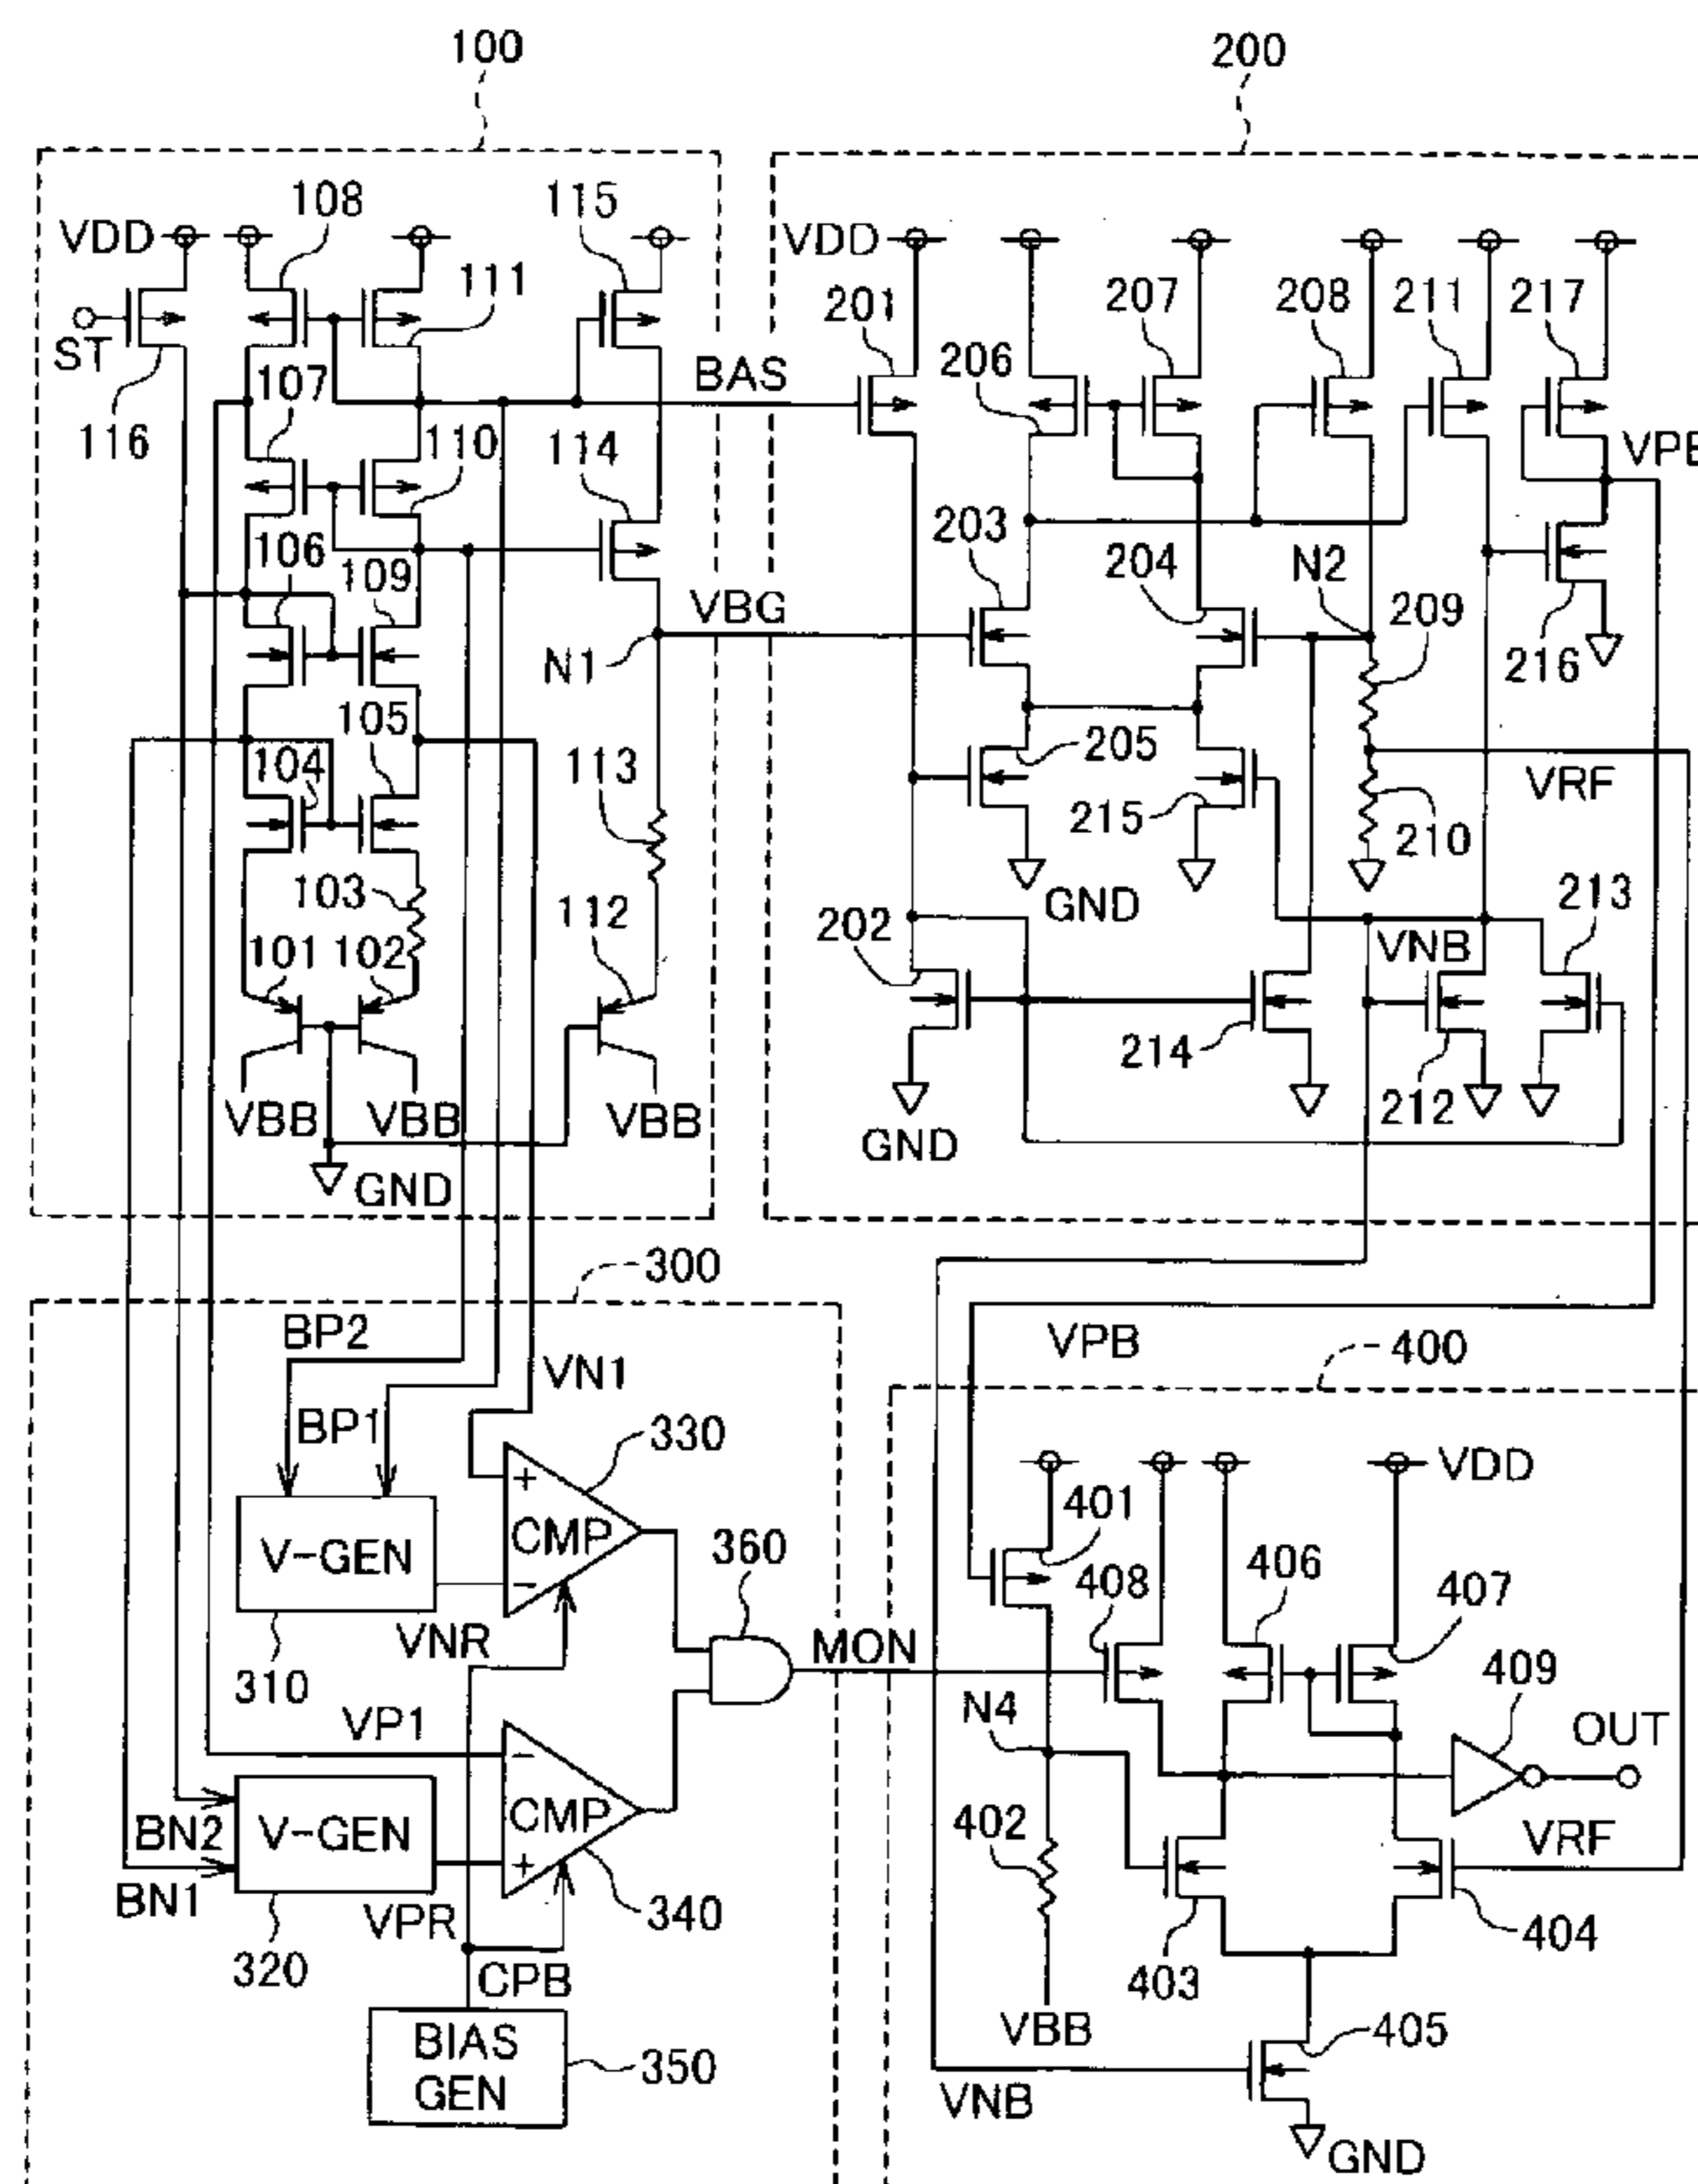 100
200
108
115
VDD
VDD
111
201
207
208
211
217
ST
206
107
BAS
116
110
114
VPB
106
109
203
204
N2
209
VBG
N1
216
105
104
113
205
VRF
215
210
103
GND
213
112
202
VNB
101
102
214
VBB
VBB
VBB
212
GND
GND
300
BP2
VPB
400
VN1
BP1
330
+
VDD
401
V-GEN
CMP
360
408
406
−
407
VNR
MON
409
310
N4
OUT
VP1
−
402
BN2
V-GEN
CMP
VRF
BN1
+
VPR
340
404
320
403
CPB
VBB
BIAS
GEN
350
405
VNB
GND